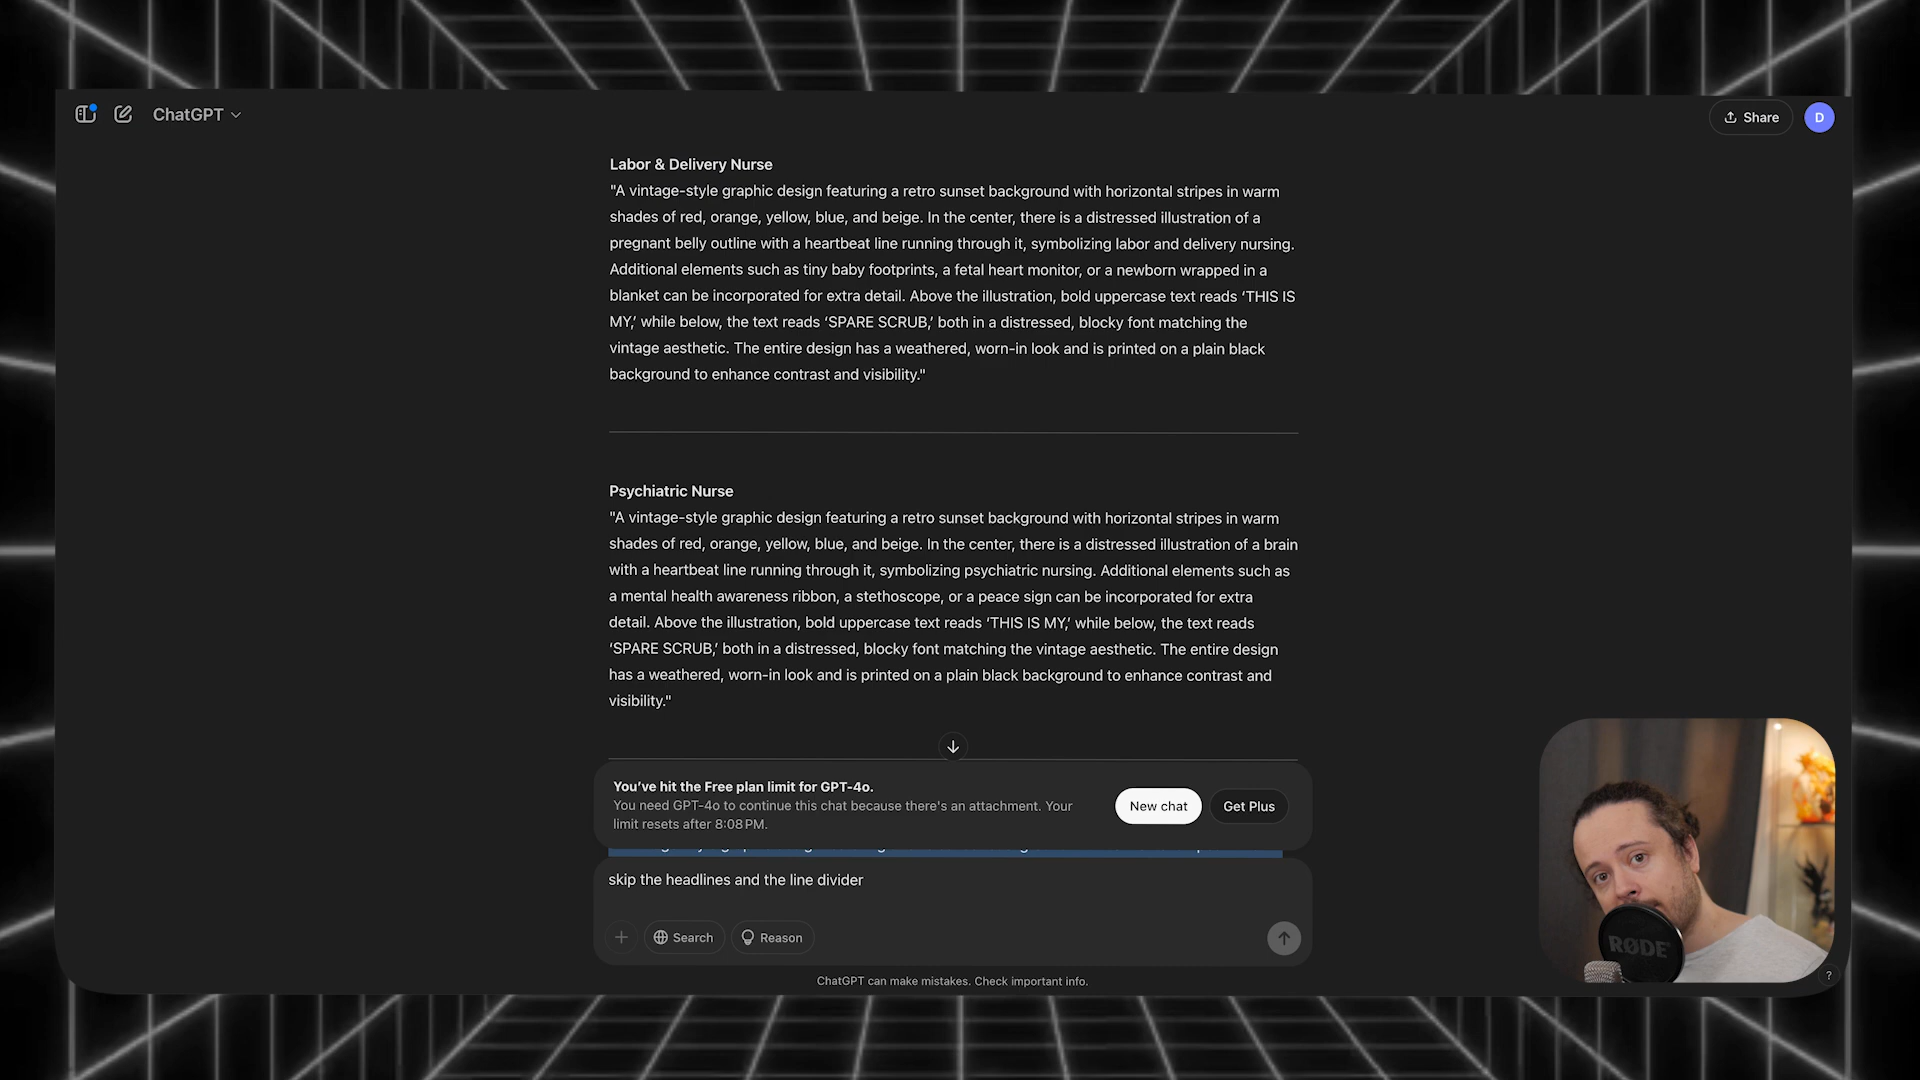 ChatGPT
Share
D
Labor & Delivery Nurse
"A vintage-style graphic design featuring a retro sunset background with horizontal stripes in warm
shades of red, orange, yellow, blue, and beige. In the center, there is a distressed illustration of a
pregnant belly outline with a heartbeat line running through it, symbolizing labor and delivery nursing.
Additional elements such as tiny baby footprints, a fetal heart monitor, or a newborn wrapped in a
blanket can be incorporated for extra detail. Above the illustration, bold uppercase text reads ‘THIS IS
MY,’ while below, the text reads ‘SPARE SCRUB,’ both in a distressed, blocky font matching the
vintage aesthetic. The entire design has a weathered, worn-in look and is printed on a plain black
background to enhance contrast and visibility."
Psychiatric Nurse
"A vintage-style graphic design featuring a retro sunset background with horizontal stripes in warm
shades of red, orange, yellow, blue, and beige. In the center, there is a distressed illustration of a brain
with a heartbeat line running through it, symbolizing psychiatric nursing. Additional elements such as
a mental health awareness ribbon, a stethoscope, or a peace sign can be incorporated for extra
detail. Above the illustration, bold uppercase text reads ‘THIS IS MY,’ while below, the text reads
‘SPARE SCRUB,’ both in a distressed, blocky font matching the vintage aesthetic. The entire design
has a weathered, worn-in look and is printed on a plain black background to enhance contrast and
visibility."
You’ve hit the Free plan limit for GPT-4o.
You need GPT-4o to continue this chat because there's an attachment. Your
limit resets after 8:08 PM.
New chat
Get Plus
skip the headlines and the line divider
Search
Reason
ChatGPT can make mistakes. Check important info.
?
RØDE